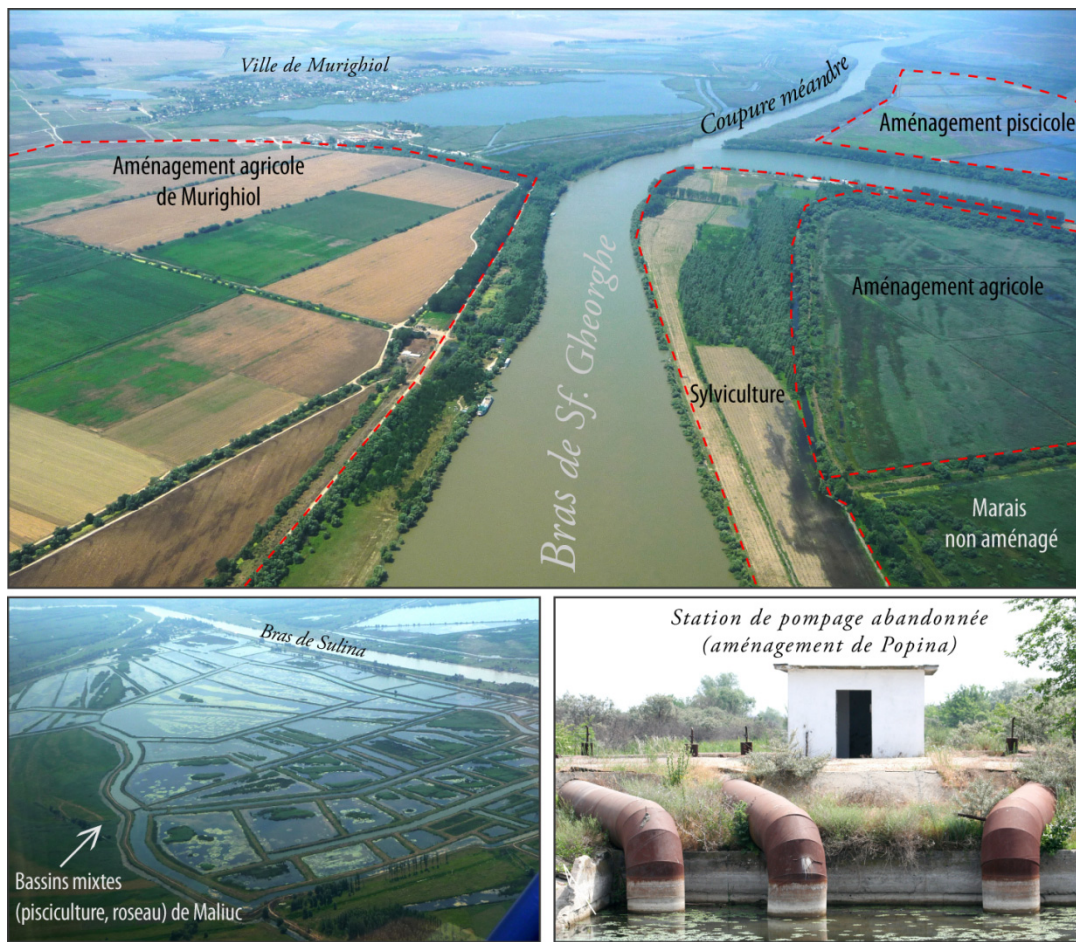 Ville de Murighiol
Coupure méandre
Aménagement piscicole
Aménagement agricole
de Murighiol
Bras de Sf. Gheorghe
Aménagement agricole
Sylviculture
Marais
non aménagé
Bras de Sulina
Bassins mixtes
(pisciculture, roseau) de Maliuc
Station de pompage abandonnée
(aménagement de Popina)